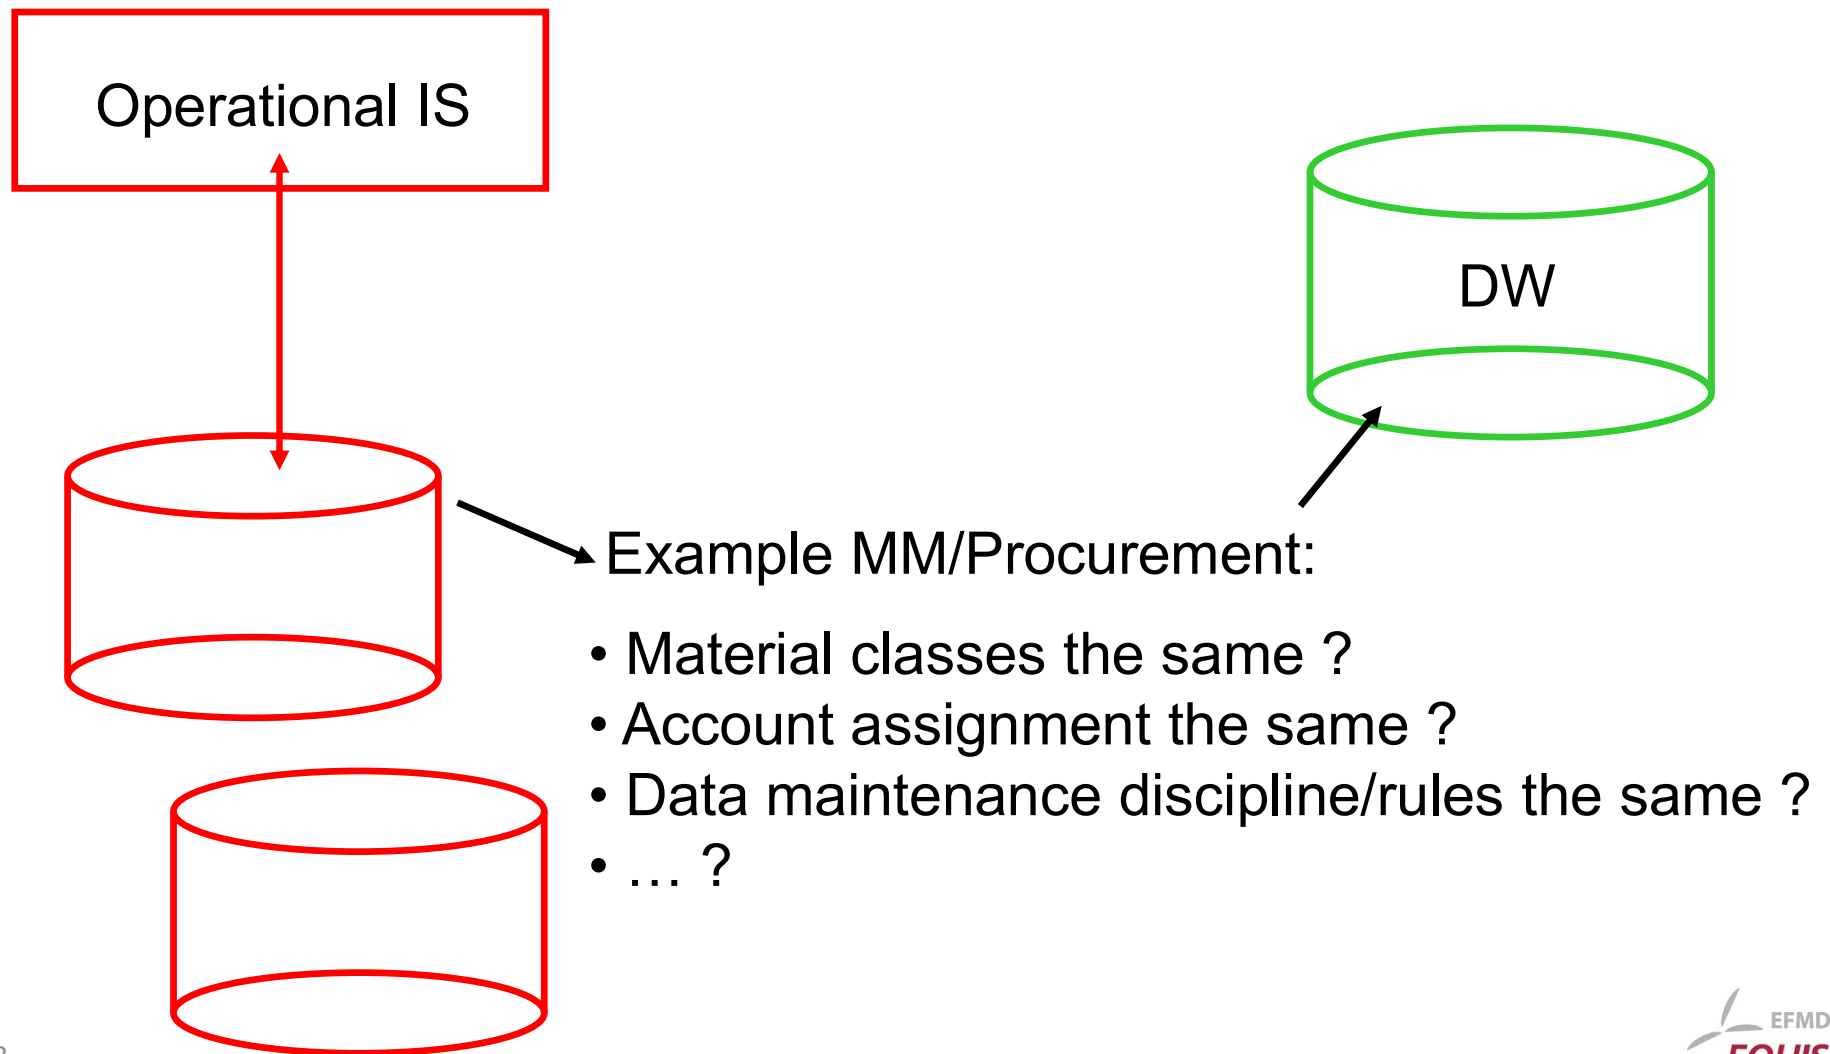 Operational IS
DW
Example MM/Procurement:
• Material classes the same ?
• Account assignment the same ?
• Data maintenance discipline/rules the same ?
• … ?
EFMD
EQUIS